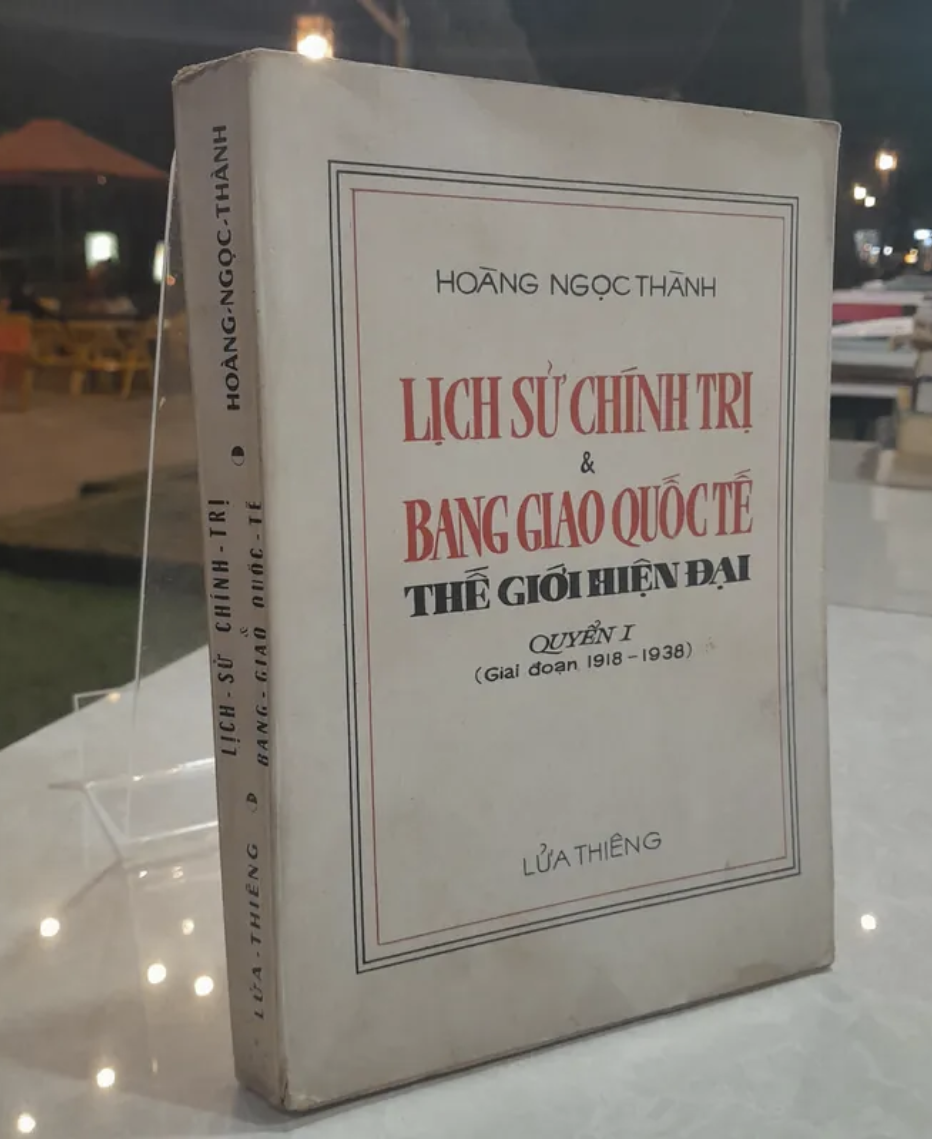 HOÀNG NGỌC THÀNH
LỊCH SỬ CHÍNH TRỊ
&
BANG GIAO QUỐC TẾ
THẾ GIỚI HIỆN ĐẠI
QUYỂN I
(Giai đoạn 1918-1938)
LỬA THIÊNG
HOÀNG-NGỌC-THÀNH
LỊCH-SỬ CHÍNH-TRỊ
&
BANG-GIAO QUỐC-TẾ
LỬA-THIÊNG